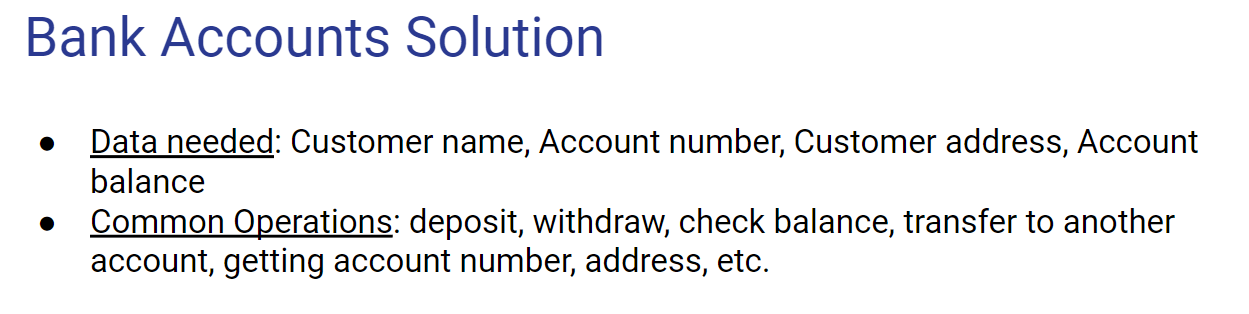 Bank Accounts Solution
● Data needed: Customer name, Account number, Customer address, Account
balance
● Common Operations: deposit, withdraw, check balance, transfer to another
account, getting account number, address, etc.